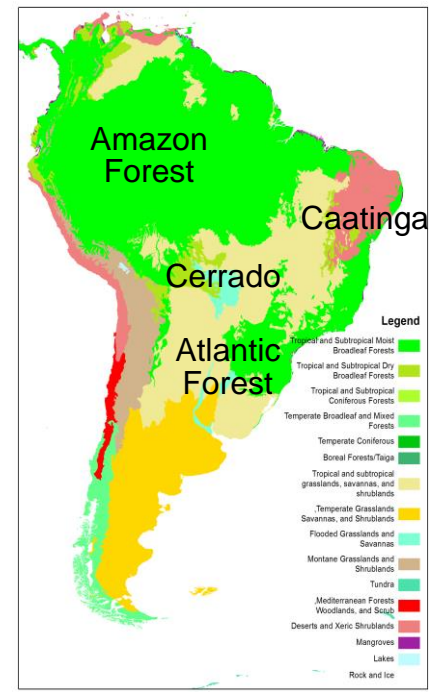 Amazon
Forest
Caatinga
Cerrado
Atlantic
Forest
Legend
Tropical and Subtropical Moist
Broadleaf Forests
Tropical and Subtropical Dry
Broadleaf Forests
Tropical and Subtropical
Coniferous Forests
Temperate Broadleaf and Mixed
Forests
Temperate Coniferous
Boreal Forests/Taiga
Tropical and subtropical
grasslands, savannas, and
shrublands
,Temperate Grasslands
Savannas, and Shrublands
Flooded Grasslands and
Savannas
Montane Grasslands and
Shrublands
Tundra
,Mediterranean Forests
Woodlands, and Scrub
Deserts and Xeric Shrublands
Mangroves
Lakes
Rock and Ice